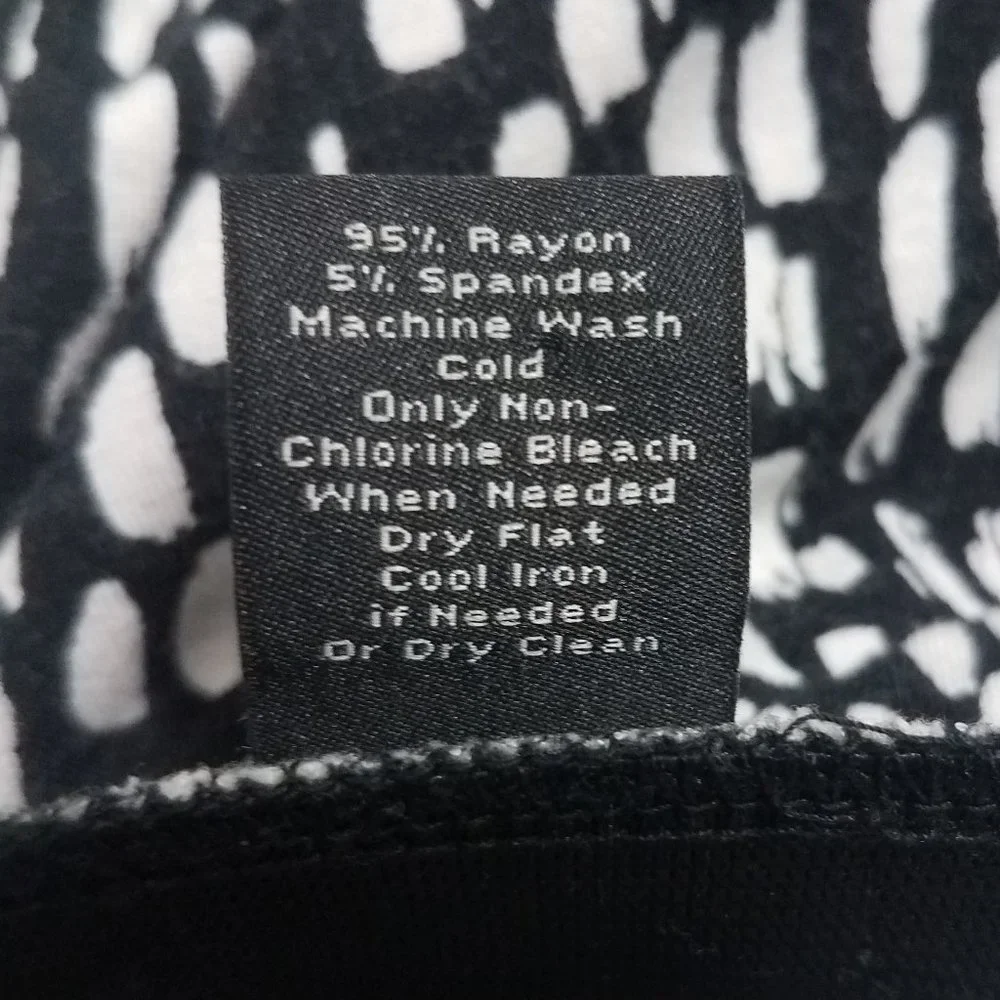 95% Rayon
5% Spandex
Machine Wash
Cold
Only Non-
Chlorine Bleach
When Needed
Dry Flat
Cool Iron
if Needed
Or Dry Clean